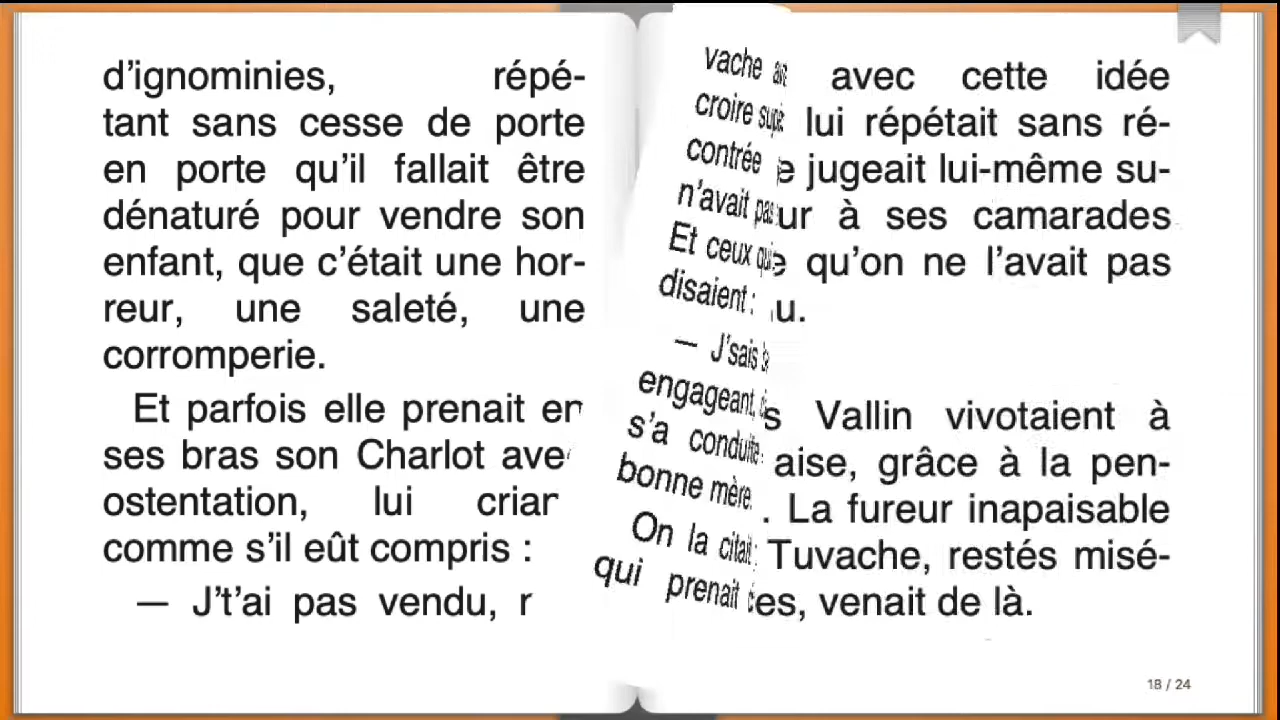 d'ignominies, répé-
tant sans cesse de porte
en porte qu'il fallait être
dénaturé pour vendre son
enfant, que c'était une hor-
reur, une saleté, une
corromperie.
Et parfois elle prenait en
ses bras son Charlot
ostentation, lui
comme s'il eût compris :
— J't'ai pas vendu,
vache
croire
contrée
n'avait pas
Et ceux qui
disaient :
— J'sais
engageant,
s'a conduite
bonne mère.
On la citait ;
qui prenait
avec cette idée
lui répétait sans ré-
jugeait lui-même su-
à ses camarades
qu'on ne l'avait pas
Vallin vivotaient à
aise, grâce à la pen-
. La fureur inapaisable
Tuvache, restés misé-
venait de là.
18 / 24